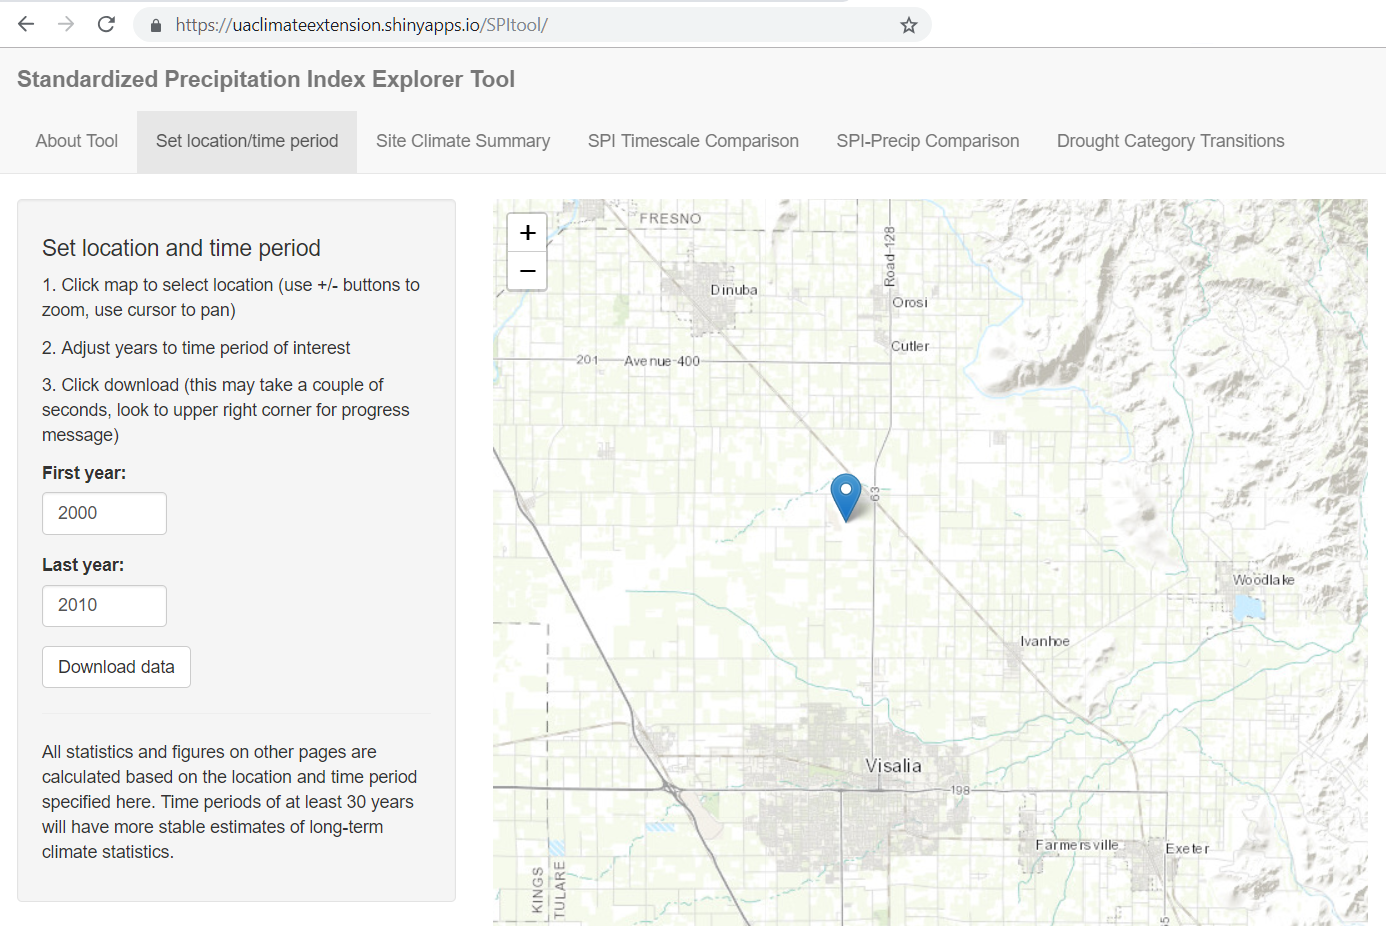 https://uaclimateextension.shinyapps.io/SPItool/
Standardized Precipitation Index Explorer Tool
About Tool
Set location/time period
Site Climate Summary
SPI Timescale Comparison
SPI-Precip Comparison
Drought Category Transitions
Set location and time period
1. Click map to select location (use +/- buttons to
zoom, use cursor to pan)
2. Adjust years to time period of interest
3. Click download (this may take a couple of
seconds, look to upper right corner for progress
message)
First year:
2000
Last year:
2010
Download data
All statistics and figures on other pages are
calculated based on the location and time period
specified here. Time periods of at least 30 years
will have more stable estimates of long-term
climate statistics.
+
−
FRESNO
Road 128
Dinuba
Orosi
Cutler
201
Avenue 400
63
Woodlake
Ivanhoe
Visalia
198
Farmersville
Exeter
KINGS
TULARE